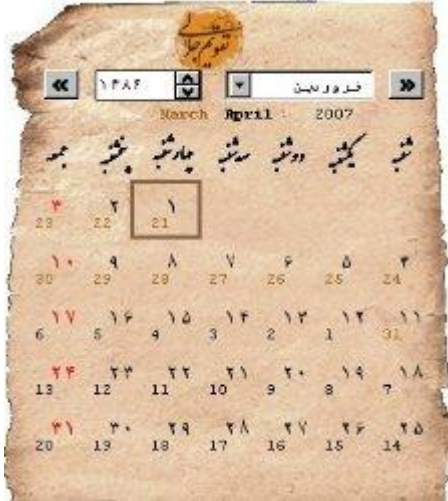 تقویم جلالی
« ۱۳۸۶ فروردین »
March April 2007
شنبه یکشنبه دوشنبه سه‌شنبه چهارشنبه پنجشنبه جمعه
۱ ۲ ۳
21 22 23
۴ ۵ ۶ ۷ ۸ ۹ ۱۰
24 25 26 27 28 29 30
۱۱ ۱۲ ۱۳ ۱۴ ۱۵ ۱۶ ۱۷
31 1 2 3 4 5 6
۱۸ ۱۹ ۲۰ ۲۱ ۲۲ ۲۳ ۲۴
7 8 9 10 11 12 13
۲۵ ۲۶ ۲۷ ۲۸ ۲۹ ۳۰ ۳۱
14 15 16 17 18 19 20